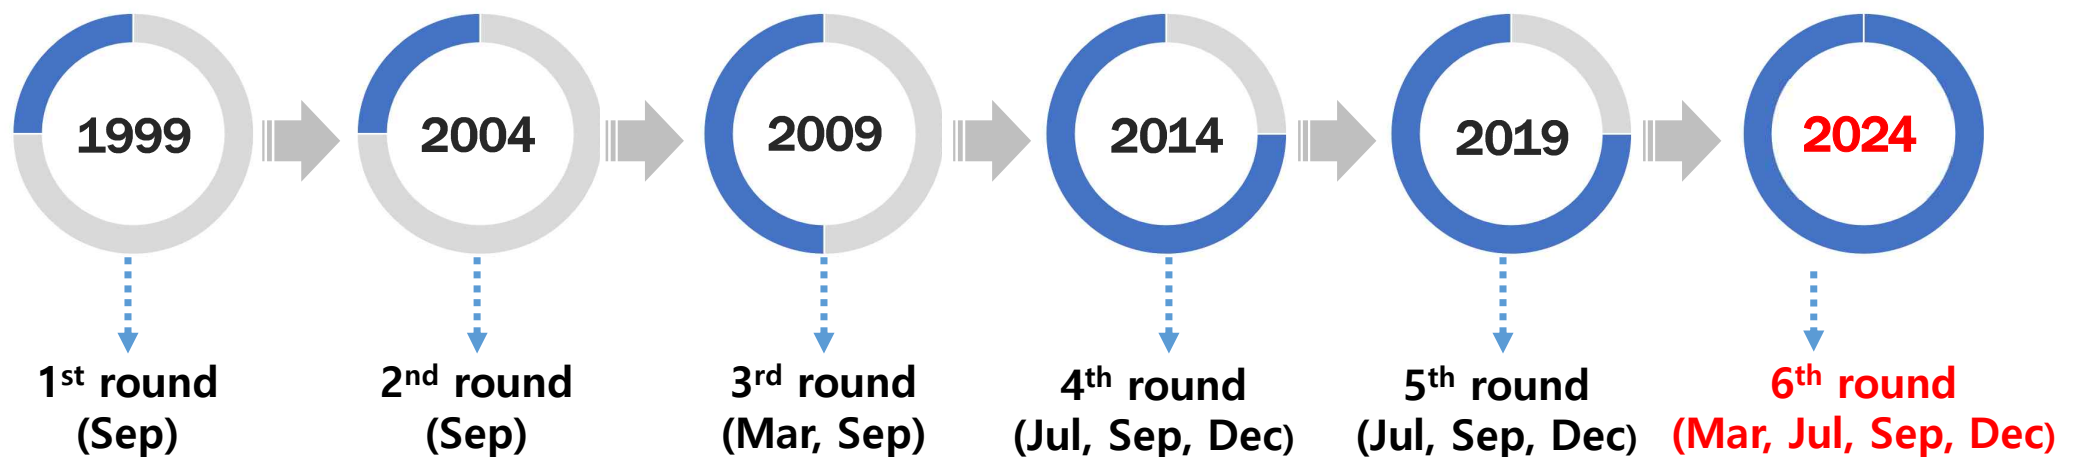 1999
2004
2009
2014
2019
2024
1st round
(Sep)
2nd round
(Sep)
3rd round
(Mar, Sep)
4th round
(Jul, Sep, Dec)
5th round
(Jul, Sep, Dec)
6th round
(Mar, Jul, Sep, Dec)